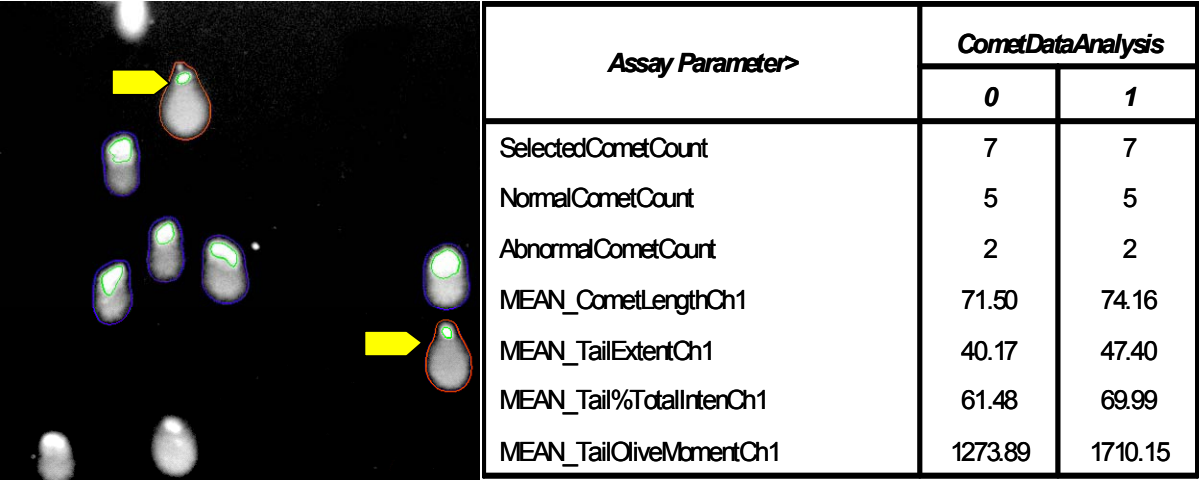 Assay Parameter>
CometDataAnalysis
0 1
SelectedCometCount 7 7
NormalCometCount 5 5
AbnormalCometCount 2 2
MEAN_CometLengthCh1 71.50 74.16
MEAN_TailExtentCh1 40.17 47.40
MEAN_Tail%TotalIntenCh1 61.48 69.99
MEAN_TailOliveMomentCh1 1273.89 1710.15